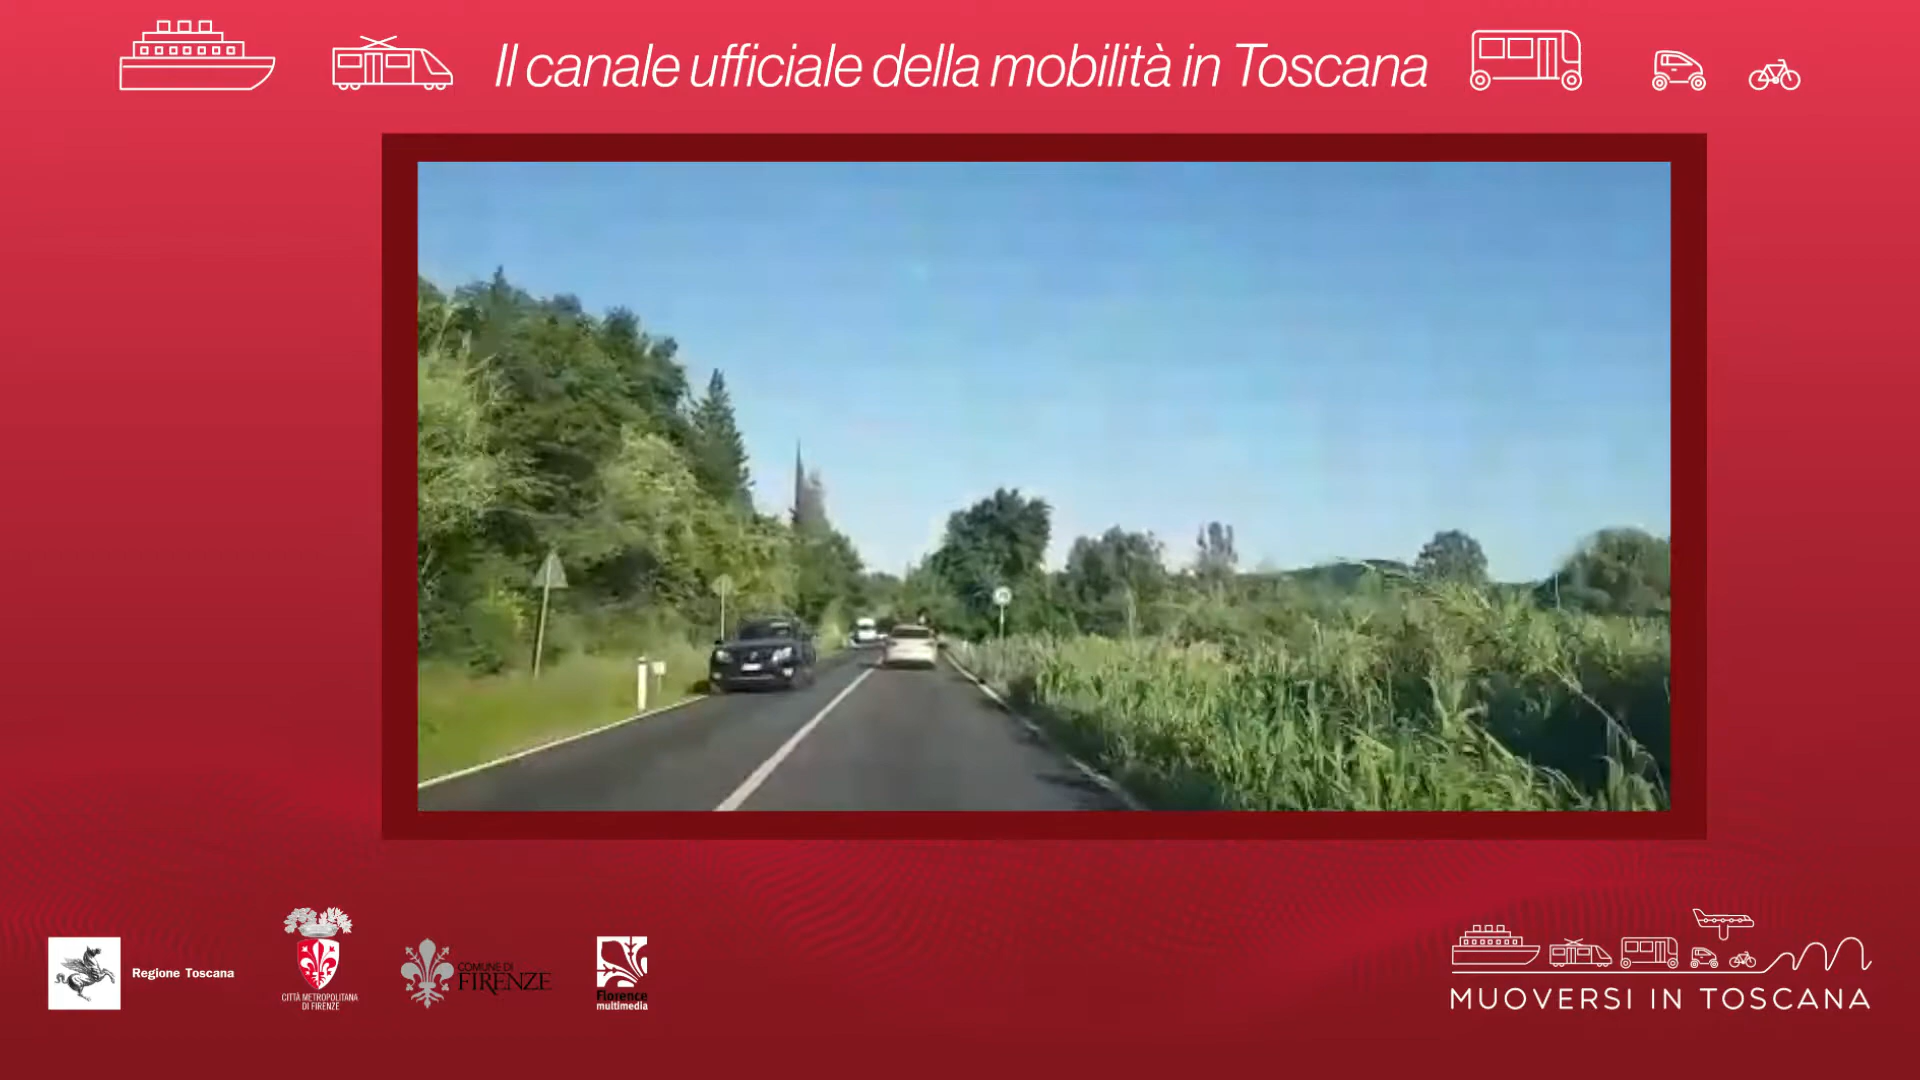 Il canale ufficiale della mobilità in Toscana
Regione Toscana
CITTÀ METROPOLITANA
DI FIRENZE
COMUNE DI
FIRENZE
Florence
multimedia
MUOVERSI IN TOSCANA